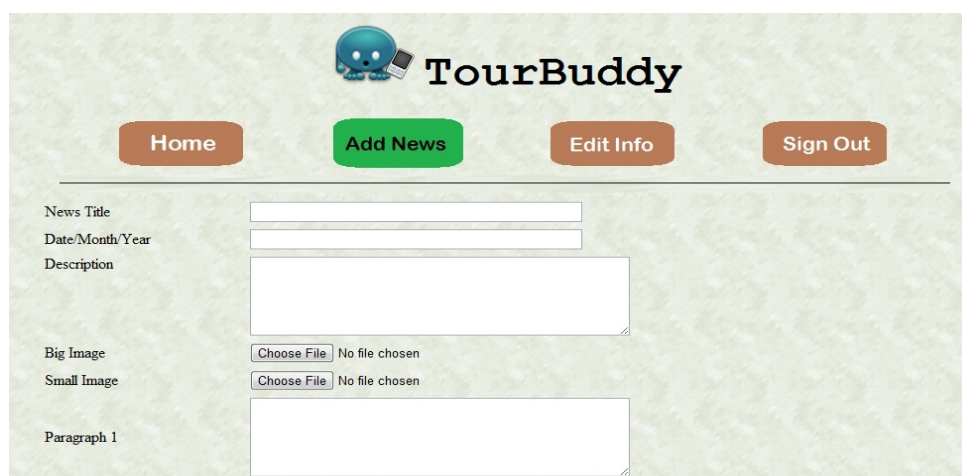 TourBuddy
Home Add News Edit Info Sign Out
News Title
Date/Month/Year
Description
Big Image Choose File No file chosen
Small Image Choose File No file chosen
Paragraph 1